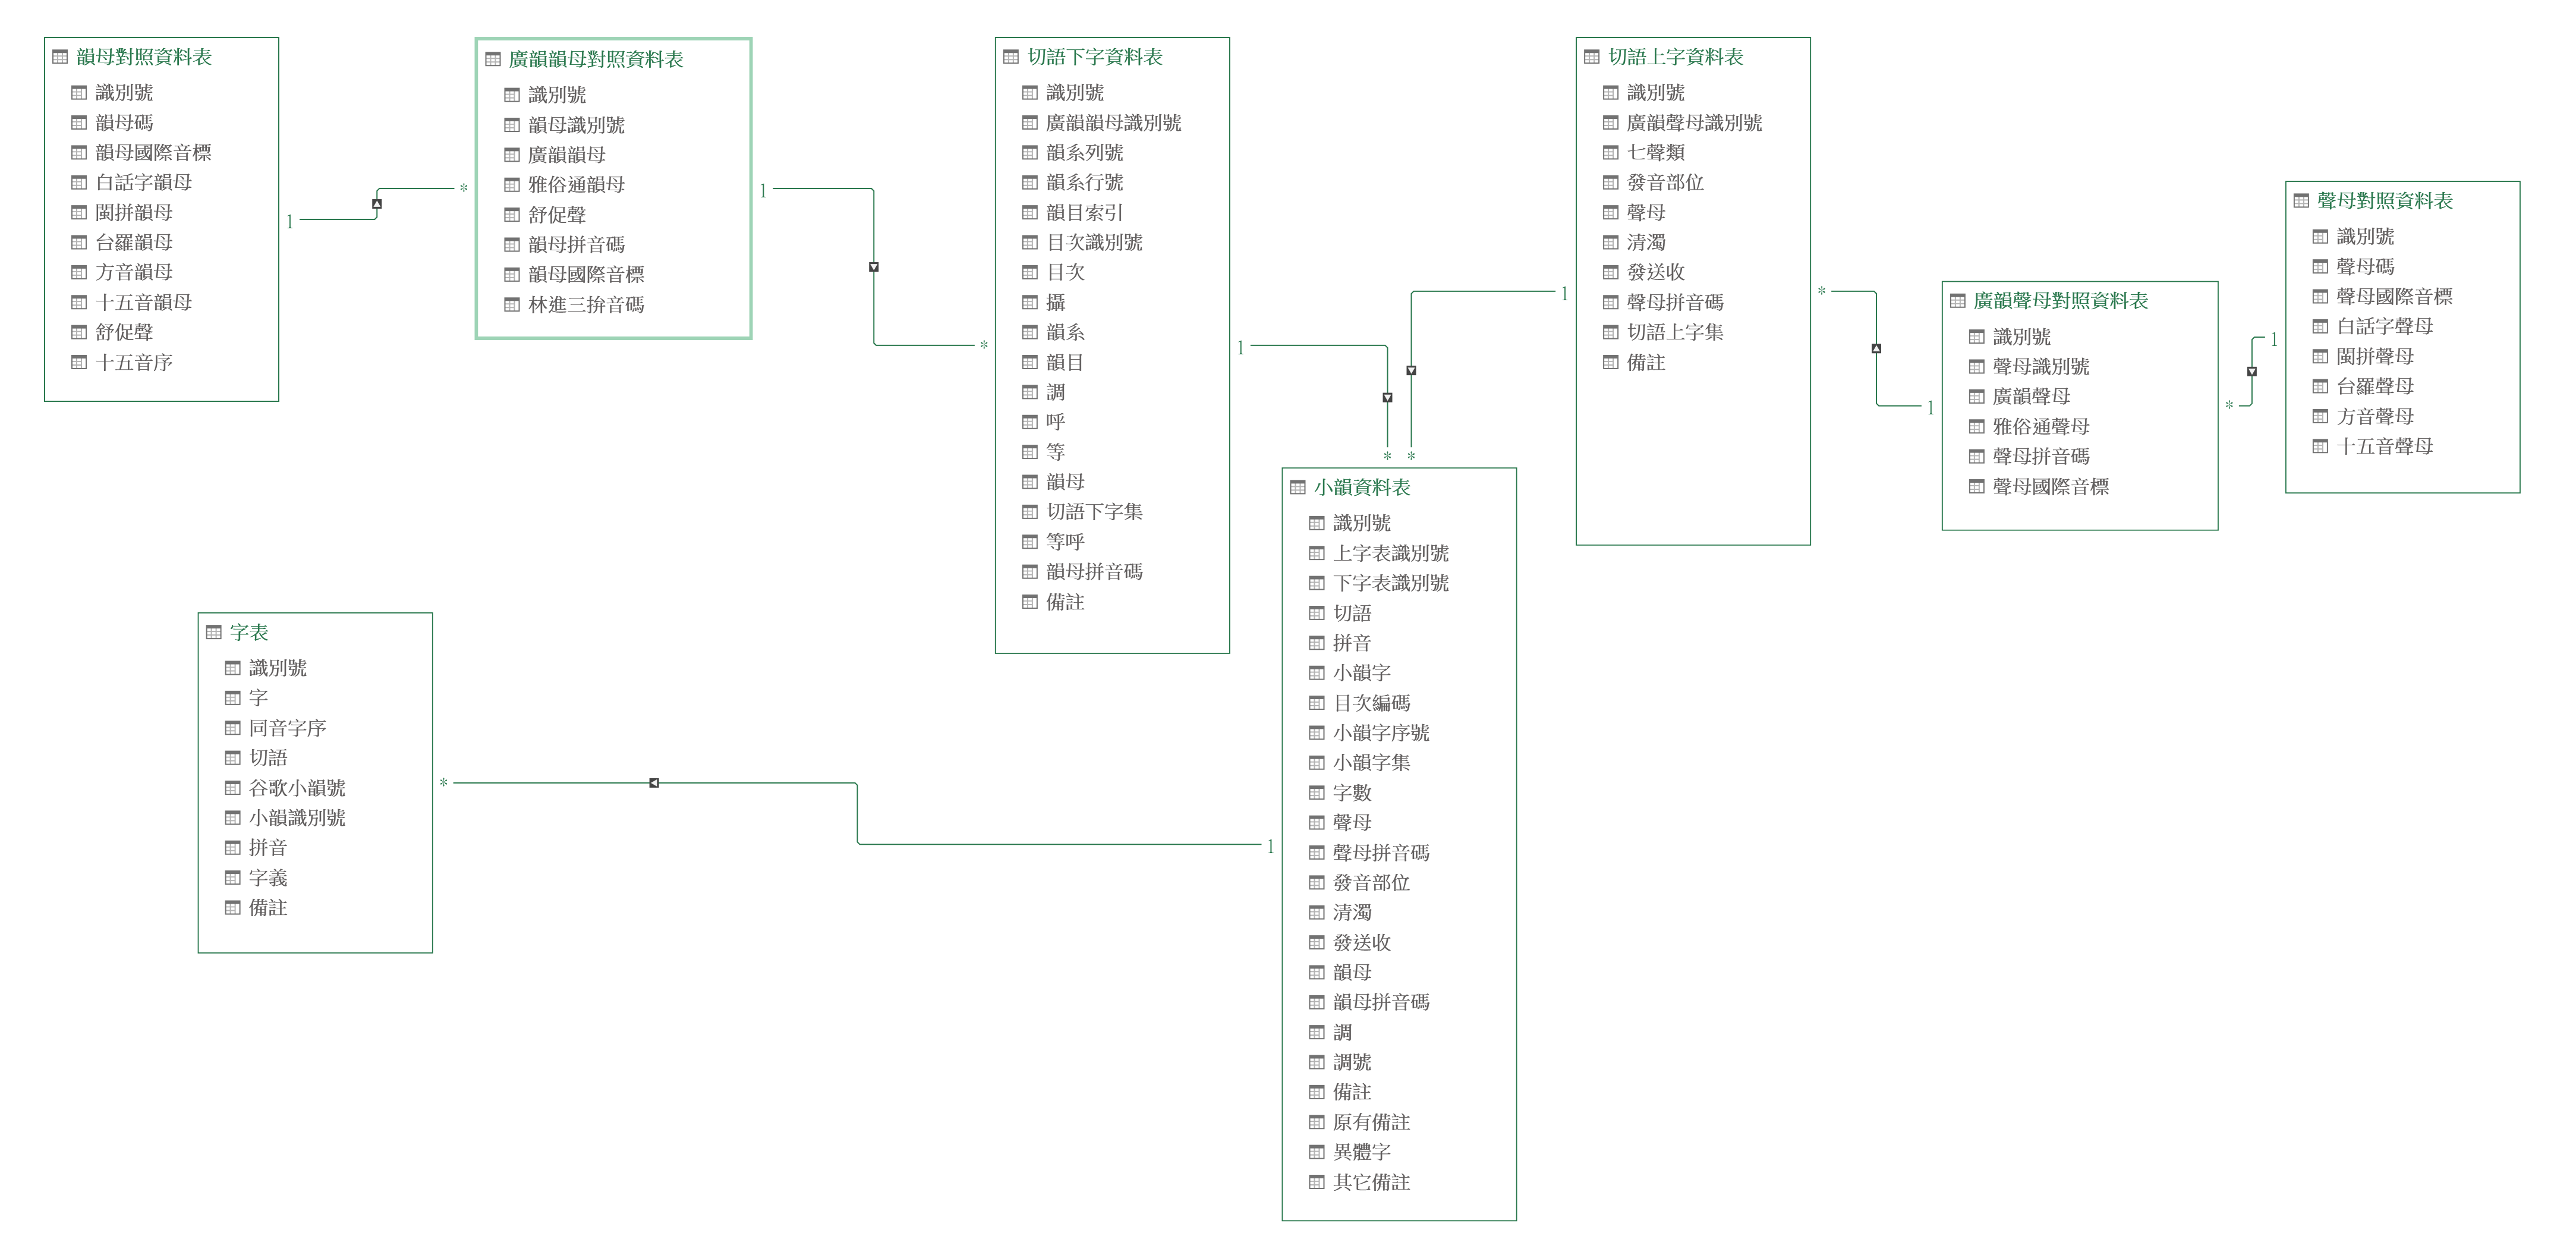 韻母對照資料表
識別號
韻母碼
韻母國際音標
白話字韻母
閩拼韻母
台羅韻母
方音韻母
十五音韻母
舒促聲
十五音序
1
*
廣韻韻母對照資料表
識別號
韻母識別號
廣韻韻母
雅俗通韻母
舒促聲
韻母拼音碼
韻母國際音標
林進三拚音碼
1
*
切語下字資料表
識別號
廣韻韻母識別號
韻系列號
韻系行號
韻目索引
目次識別號
目次
攝
韻系
韻目
調
呼
等
韻母
切語下字集
等呼
韻母拼音碼
備註
1
*
切語上字資料表
識別號
廣韻聲母識別號
七聲類
發音部位
聲母
清濁
發送收
聲母拼音碼
切語上字集
備註
1
*
*
廣韻聲母對照資料表
識別號
聲母識別號
廣韻聲母
雅俗通聲母
聲母拼音碼
聲母國際音標
1
*
聲母對照資料表
識別號
聲母碼
聲母國際音標
白話字聲母
閩拼聲母
台羅聲母
方音聲母
十五音聲母
1
字表
識別號
字
同音字序
切語
谷歌小韻號
小韻識別號
拼音
字義
備註
*
1
小韻資料表
識別號
上字表識別號
下字表識別號
切語
拼音
小韻字
目次編碼
小韻字序號
小韻字集
字數
聲母
聲母拼音碼
發音部位
清濁
發送收
韻母
韻母拼音碼
調
調號
備註
原有備註
異體字
其它備註